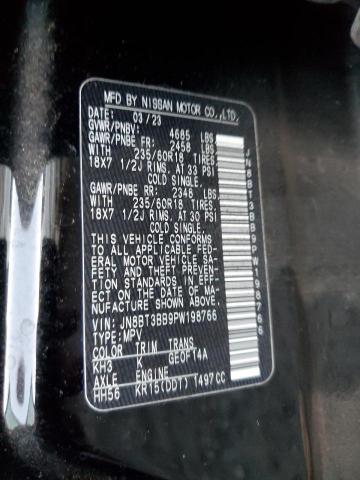 MFD BY NISSAN MOTOR CO.,LTD.
DATE: 03/23
GVWR/PNBV: 4685 LBS
GAWR/PNBE FR: 2458 LBS
WITH 235/60R18 TIRES,
18X7 1/2J RIMS, AT 33 PSI
COLD SINGLE.
GAWR/PNBE RR: 2348 LBS
WITH 235/60R18 TIRES,
18X7 1/2J RIMS, AT 30 PSI
COLD SINGLE.
THIS VEHICLE CONFORMS
TO ALL APPLICABLE FED-
ERAL MOTOR VEHICLE SA-
FETY AND THEFT PREVEN-
TION STANDARDS IN EFF-
ECT ON THE DATE OF MA-
NUFACTURE SHOWN ABOVE.
VIN: JN8BT3BB9PW198766
TYPE: MPV
COLOR TRIM TRANS
KH3 GE0F14A
AXLE ENGINE
HH56 KR15(DDT) 1497CC
JN8BT3BB9PW198766